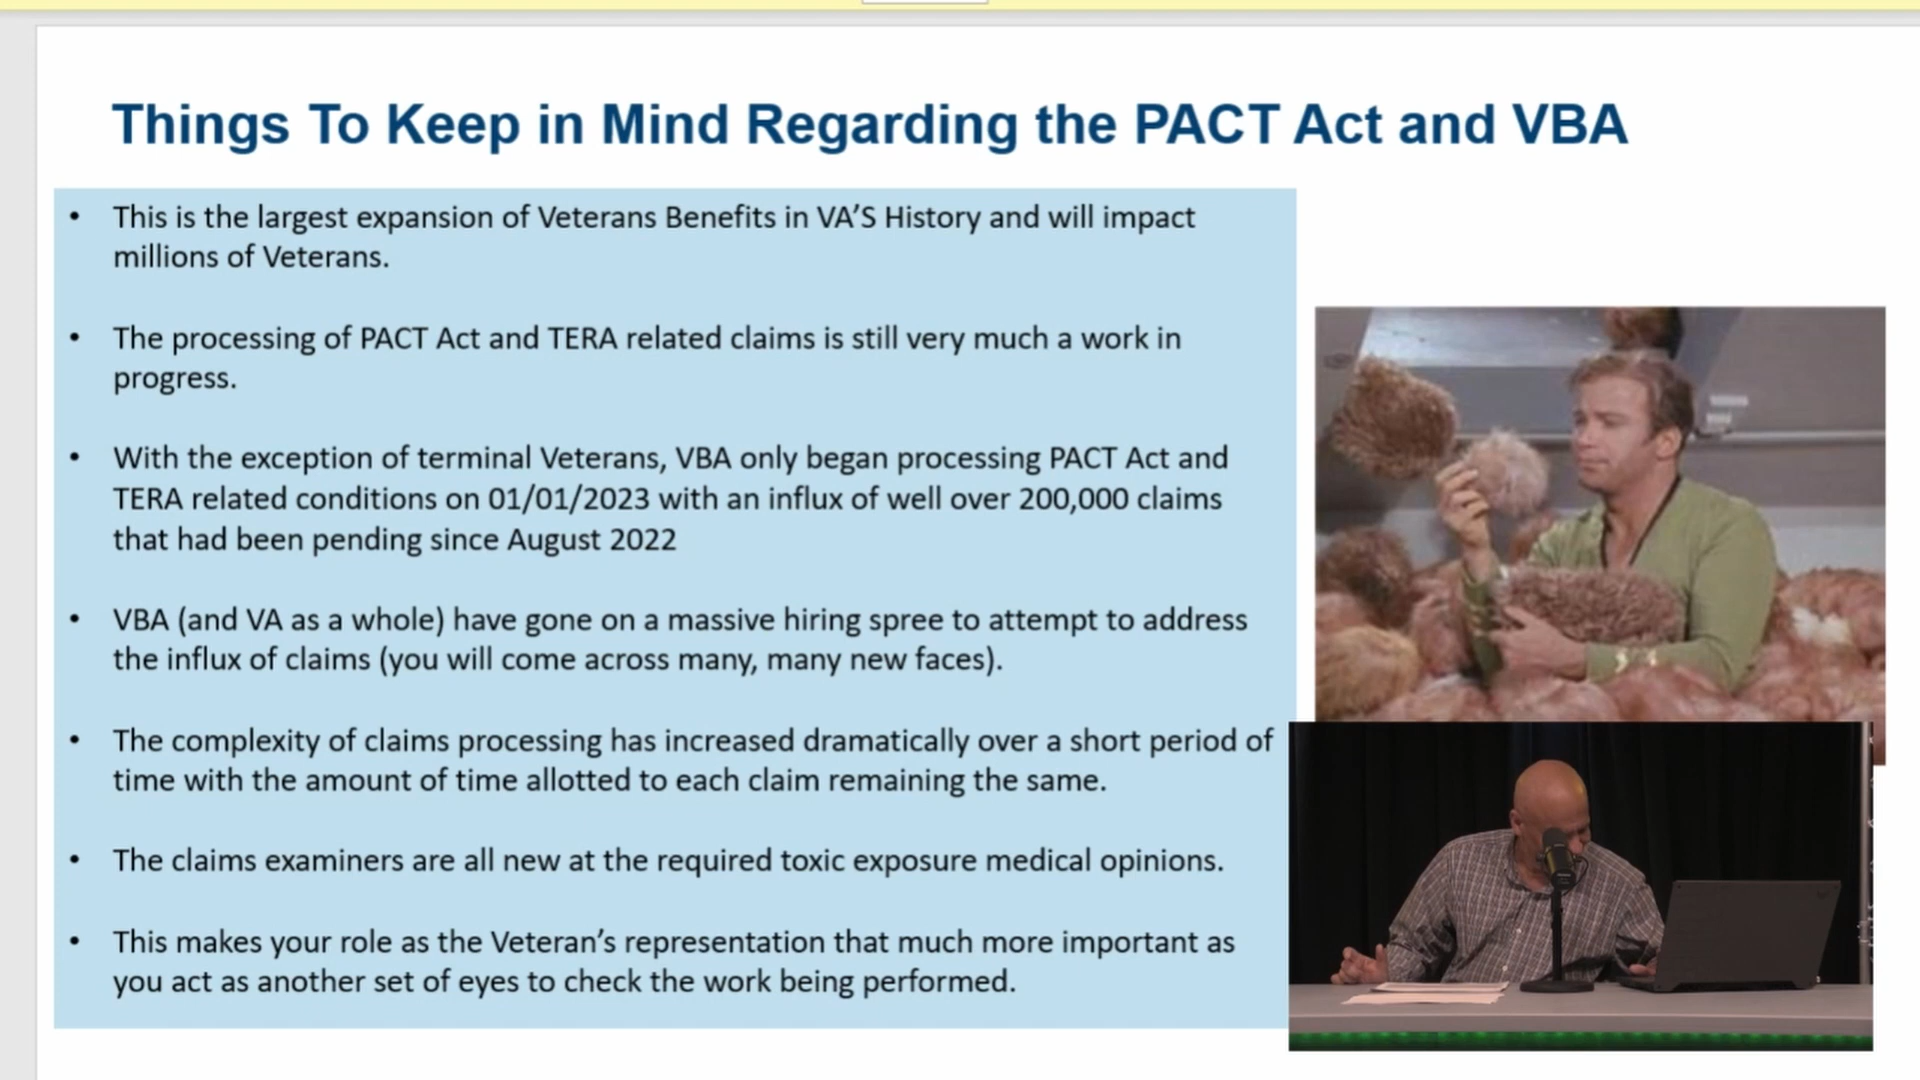 Things To Keep in Mind Regarding the PACT Act and VBA
• This is the largest expansion of Veterans Benefits in VA’S History and will impact
millions of Veterans.
• The processing of PACT Act and TERA related claims is still very much a work in
progress.
• With the exception of terminal Veterans, VBA only began processing PACT Act and
TERA related conditions on 01/01/2023 with an influx of well over 200,000 claims
that had been pending since August 2022
• VBA (and VA as a whole) have gone on a massive hiring spree to attempt to address
the influx of claims (you will come across many, many new faces).
• The complexity of claims processing has increased dramatically over a short period of
time with the amount of time allotted to each claim remaining the same.
• The claims examiners are all new at the required toxic exposure medical opinions.
• This makes your role as the Veteran’s representation that much more important as
you act as another set of eyes to check the work being performed.